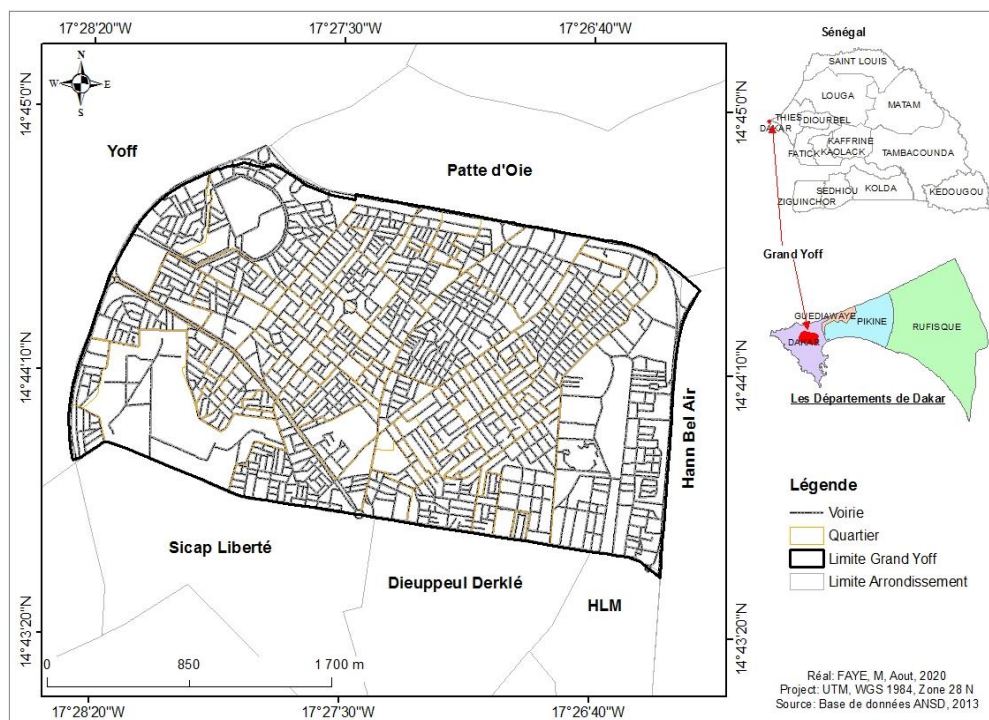 17°28'20"W
17°27'30"W
17°26'40"W
14°45'0"N
14°44'10"N
14°43'20"N
14°45'0"N
14°44'10"N
14°43'20"N
N
W
E
S
Yoff
Patte d'Oie
Hann Bel Air
Sicap Liberté
Dieuppeul Derklé
HLM
0
850
1 700 m
17°28'20"W
17°27'30"W
17°26'40"W
Sénégal
SAINT LOUIS
LOUGA
MATAM
THIES
DAKAR
DIOURBEL
FATICK
KAFFRINE
KAOLACK
TAMBACOUNDA
SEDHIOU
KOLDA
KEDOUGOU
ZIGUINCHOR
Grand Yoff
GUEDIAWAYE
PIKINE
RUFISQUE
DAKAR
Les Départements de Dakar
Légende
Voirie
Quartier
Limite Grand Yoff
Limite Arrondissement
Réal: FAYE, M, Aout, 2020
Projet: UTM, WGS 1984, Zone 28 N
Source: Base de données ANSD, 2013